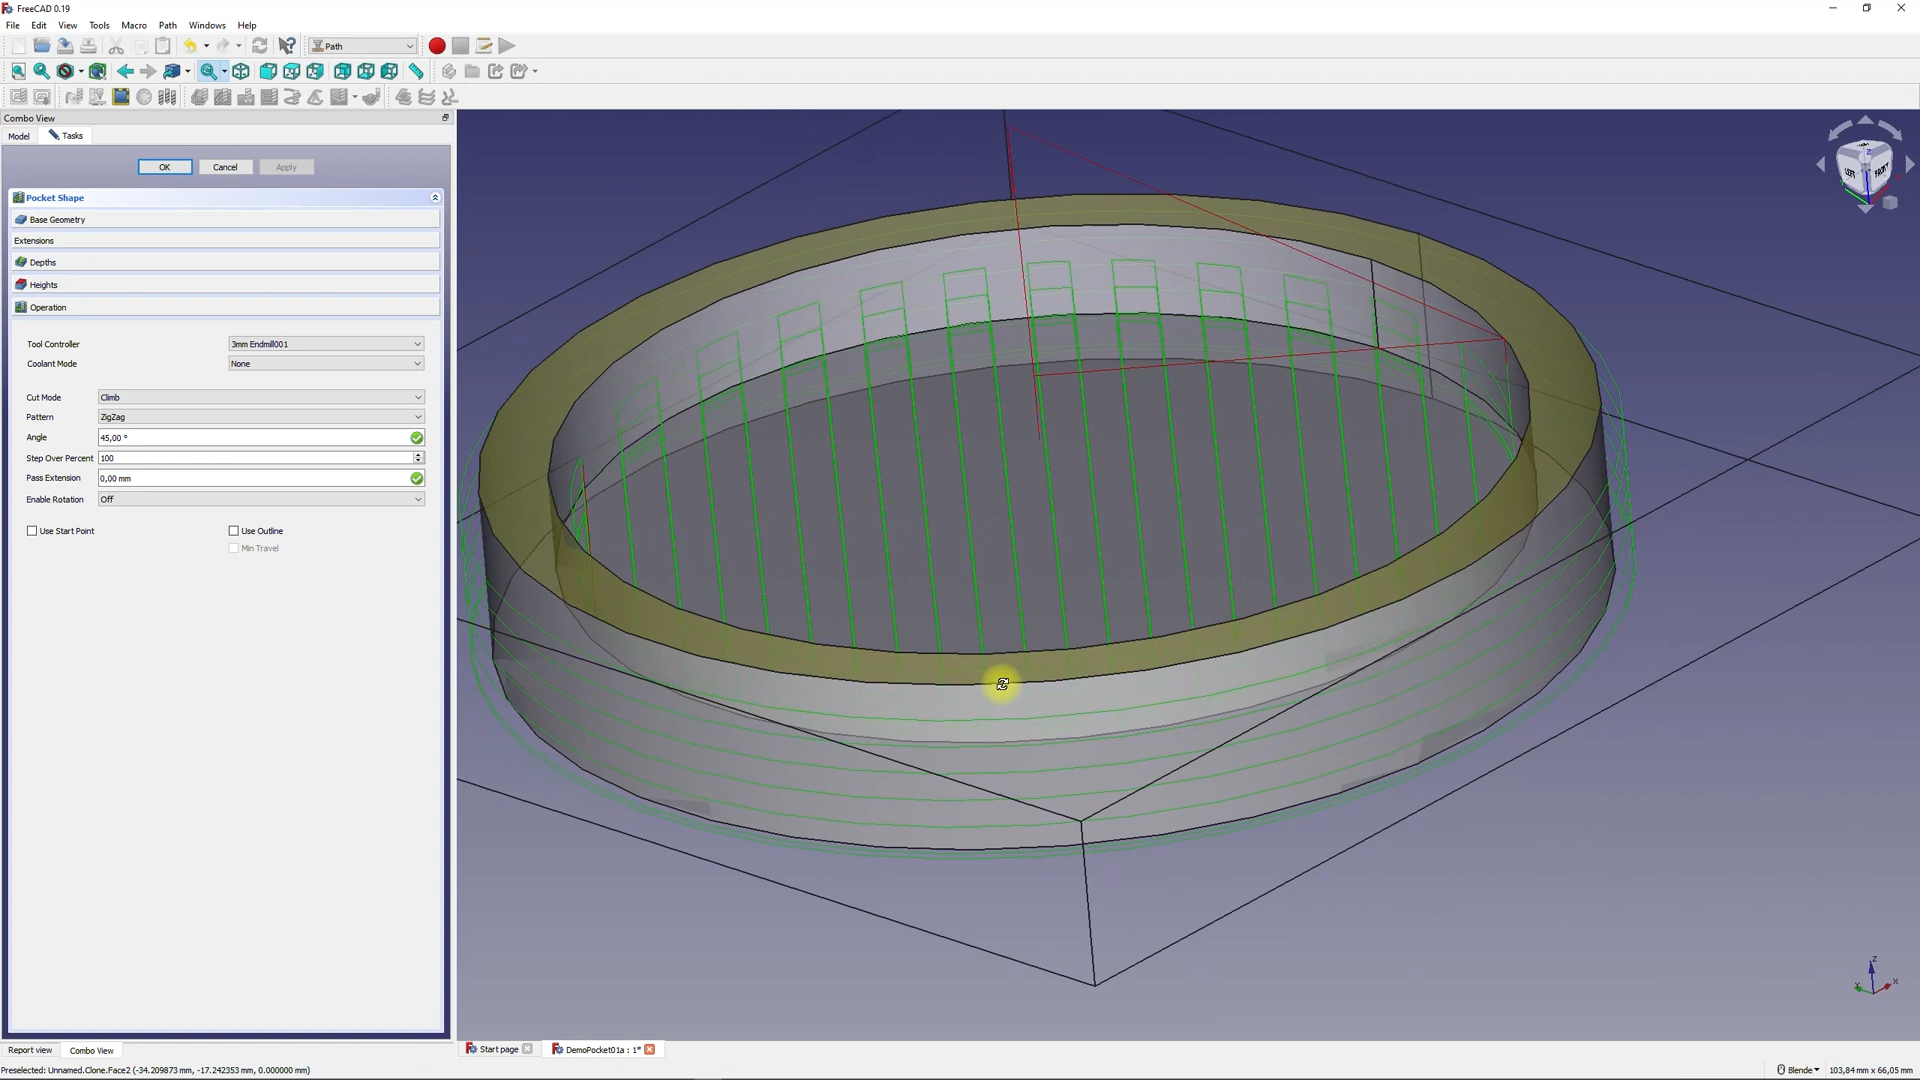 FreeCAD 0.19
File Edit View Tools Macro Path Windows Help
Path
Combo View
Model Tasks
OK Cancel Apply
Pocket Shape
Base Geometry
Extensions
Depths
Heights
Operation
Tool Controller 3mm Endmill001
Coolant Mode None
Cut Mode Climb
Pattern ZigZag
Angle 45,00 °
Step Over Percent 100
Pass Extension 0,00 mm
Enable Rotation Off
Use Start Point Use Outline
Min Travel
LEFT FRONT
Z
Z
Y X
Report view Combo View
Start page DemoPocket01a : 1*
Preselected: Unnamed.Clone.Face2 (-34.209873 mm, -17.242353 mm, 0.000000 mm)
Blende 103,84 mm x 66,05 mm